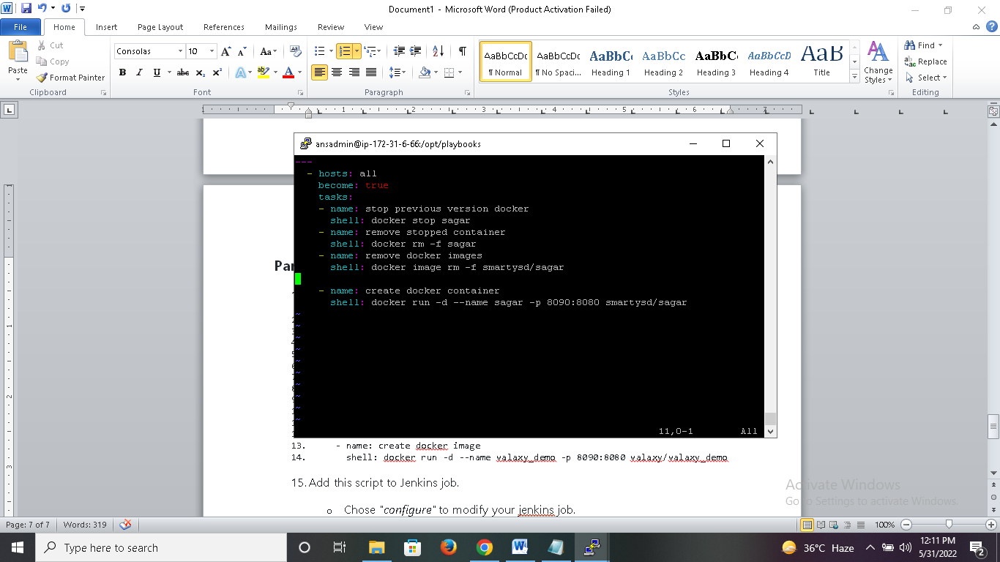 Document1 - Microsoft Word (Product Activation Failed)
File Home Insert Page Layout References Mailings Review View
Paste
Cut
Copy
Format Painter
Clipboard
Consolas 10
Font
Paragraph
AaBbCcDc AaBbCcDc AaBbC AaBbCc AaBbC AaBbCcD AaB
¶ Normal ¶ No Spaci... Heading 1 Heading 2 Heading 3 Heading 4 Title
Change Styles
Styles
Find
Replace
Select
Editing
ansadmin@ip-172-31-6-66:/opt/playbooks
---
- hosts: all
become: true
tasks:
- name: stop previous version docker
shell: docker stop sagar
- name: remove stopped container
shell: docker rm -f sagar
- name: remove docker images
shell: docker image rm -f smartysd/sagar
- name: create docker container
shell: docker run -d --name sagar -p 8090:8080 smartysd/sagar
~
~
~
~
~
~
~
~
~
~
11,0-1 All
Par
13. - name: create docker image
14. shell: docker run -d --name valaxy_demo -p 8090:8080 valaxy/valaxy_demo
15. Add this script to Jenkins job.
o Chose "configure" to modify your jenkins job.
Activate Windows
Go to Settings to activate Windows.
Page: 7 of 7 Words: 319 100%
Type here to search
36°C Haze
12:11 PM
5/31/2022
2